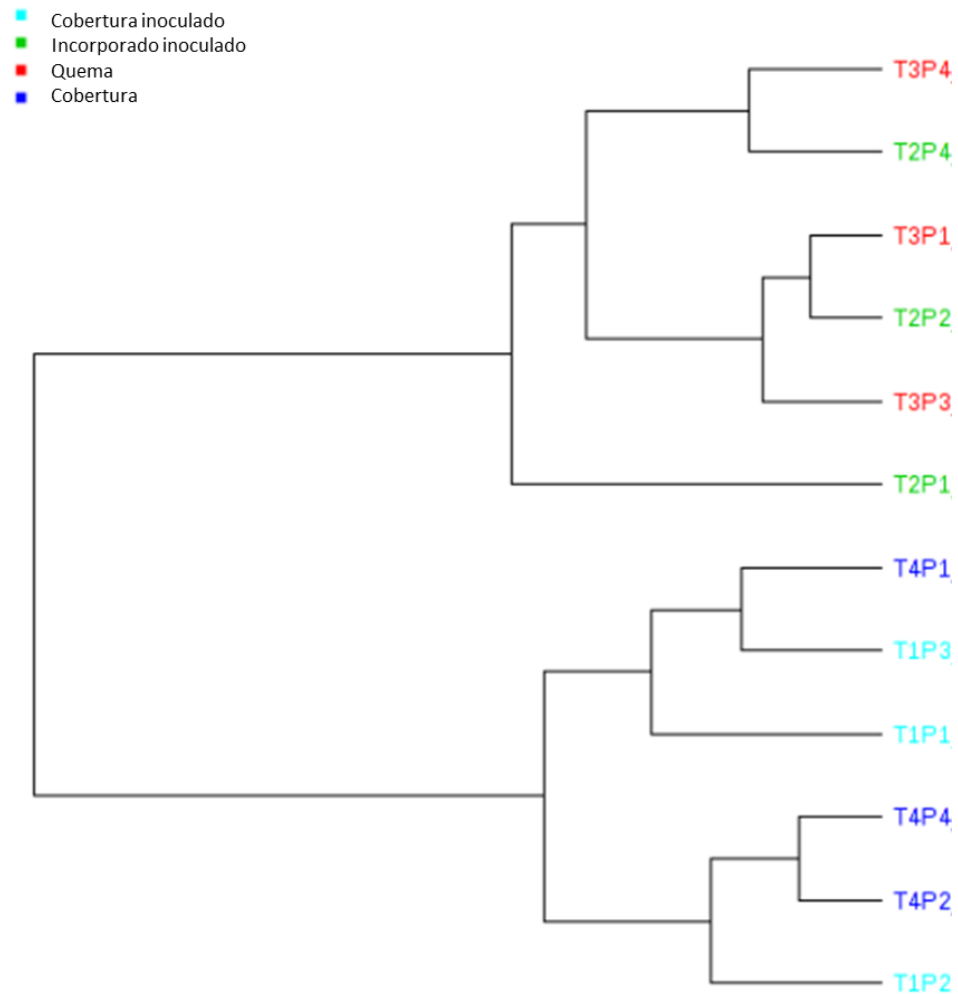 Cobertura inoculado
Incorporado inoculado
Quema
Cobertura
T3P4
T2P4
T3P1
T2P2
T3P3
T2P1
T4P1
T1P3
T1P1
T4P4
T4P2
T1P2